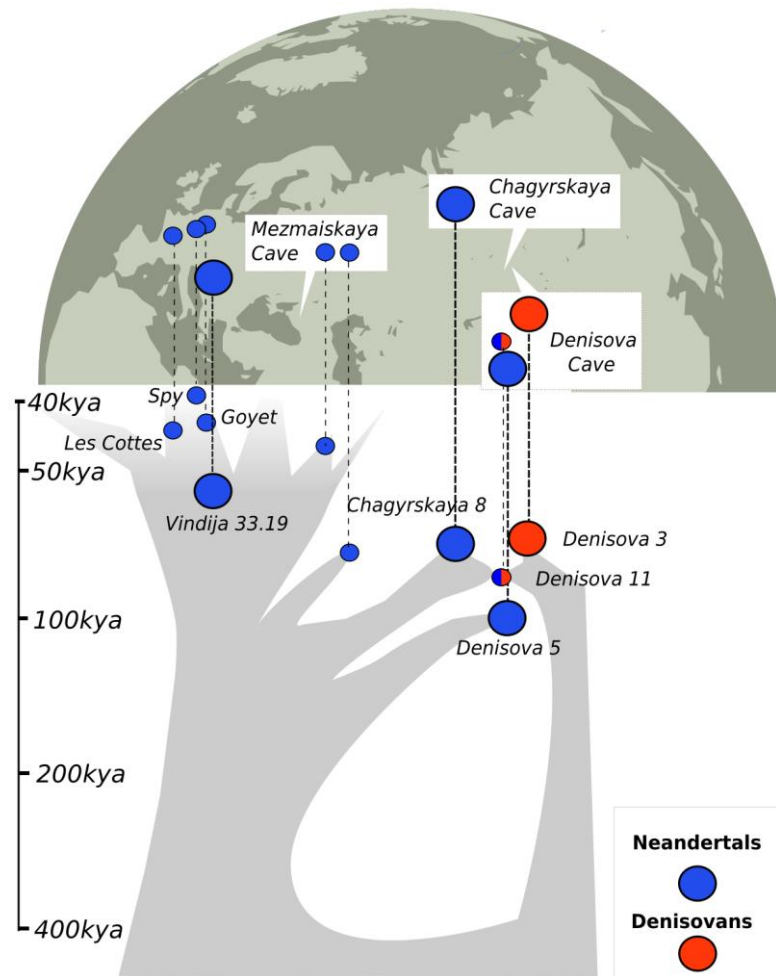 Chagyrskaya
Cave
Mezmaiskaya
Cave
Denisova
Cave
40kya
Spy
Goyet
Les Cottes
50kya
Chagyrskaya 8
Vindija 33.19
Denisova 3
Denisova 11
100kya
Denisova 5
200kya
Neandertals
Denisovans
400kya